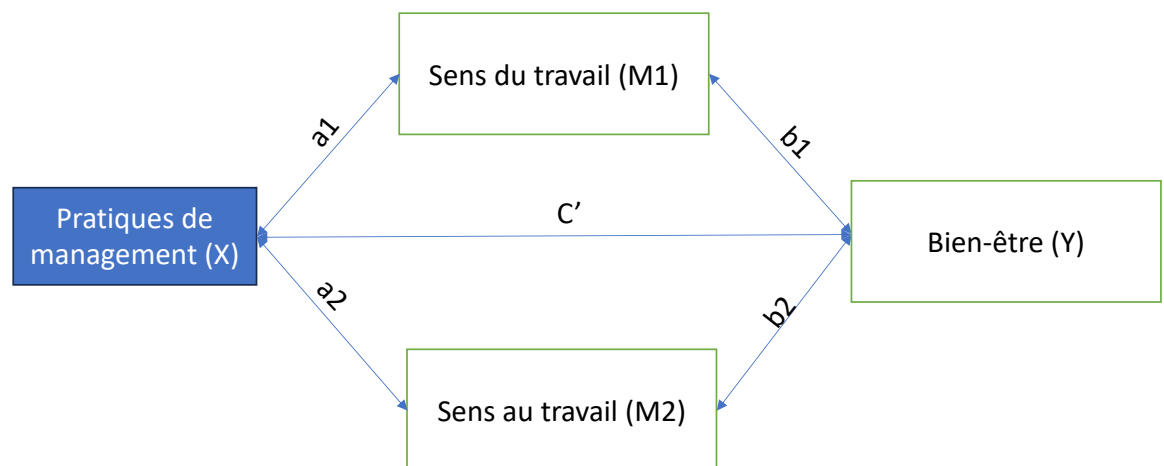 Sens du travail (M1)
a1
b1
Pratiques de
management (X)
C’
Bien-être (Y)
a2
b2
Sens au travail (M2)